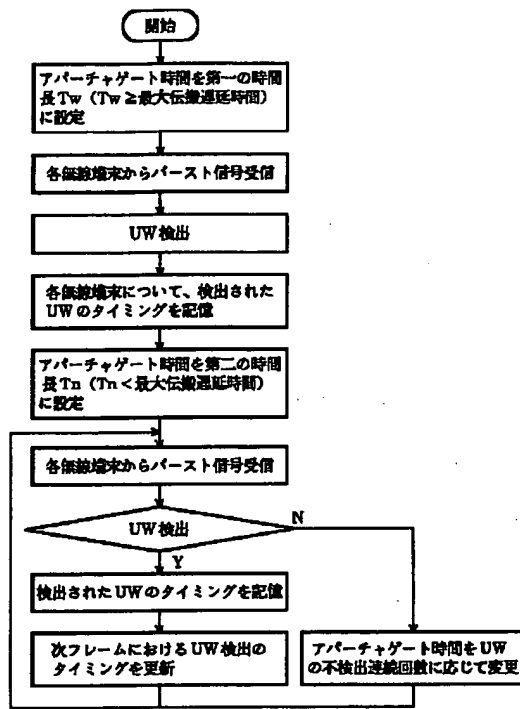 開始
アパーチャゲート時間を第一の時間
長Tw（Tw≧最大伝搬遅延時間）
に設定
各無線端末からバースト信号受信
UW検出
各無線端末について、検出された
UWのタイミングを記憶
アパーチャゲート時間を第二の時間
長Tn（Tn＜最大伝搬遅延時間）
に設定
各無線端末からバースト信号受信
UW検出
N
Y
検出されたUWのタイミングを記憶
次フレームにおけるUW検出の
タイミングを更新
アパーチャゲート時間をUW
の不検出連続回数に応じて変更